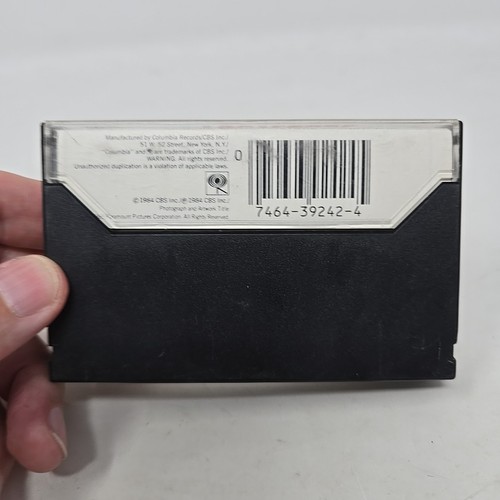 Manufactured by Columbia Records/CBS Inc./
51 W. 52 Street, New York, N.Y./
"Columbia" and are trademarks of CBS Inc./
WARNING: All rights reserved.
Unauthorized duplication is a violation of applicable laws.
© 1984 CBS Inc./℗ 1984 CBS Inc./
Photograph and Artwork Title
Paramount Pictures Corporation. All Rights Reserved.
0
7464-39242-4